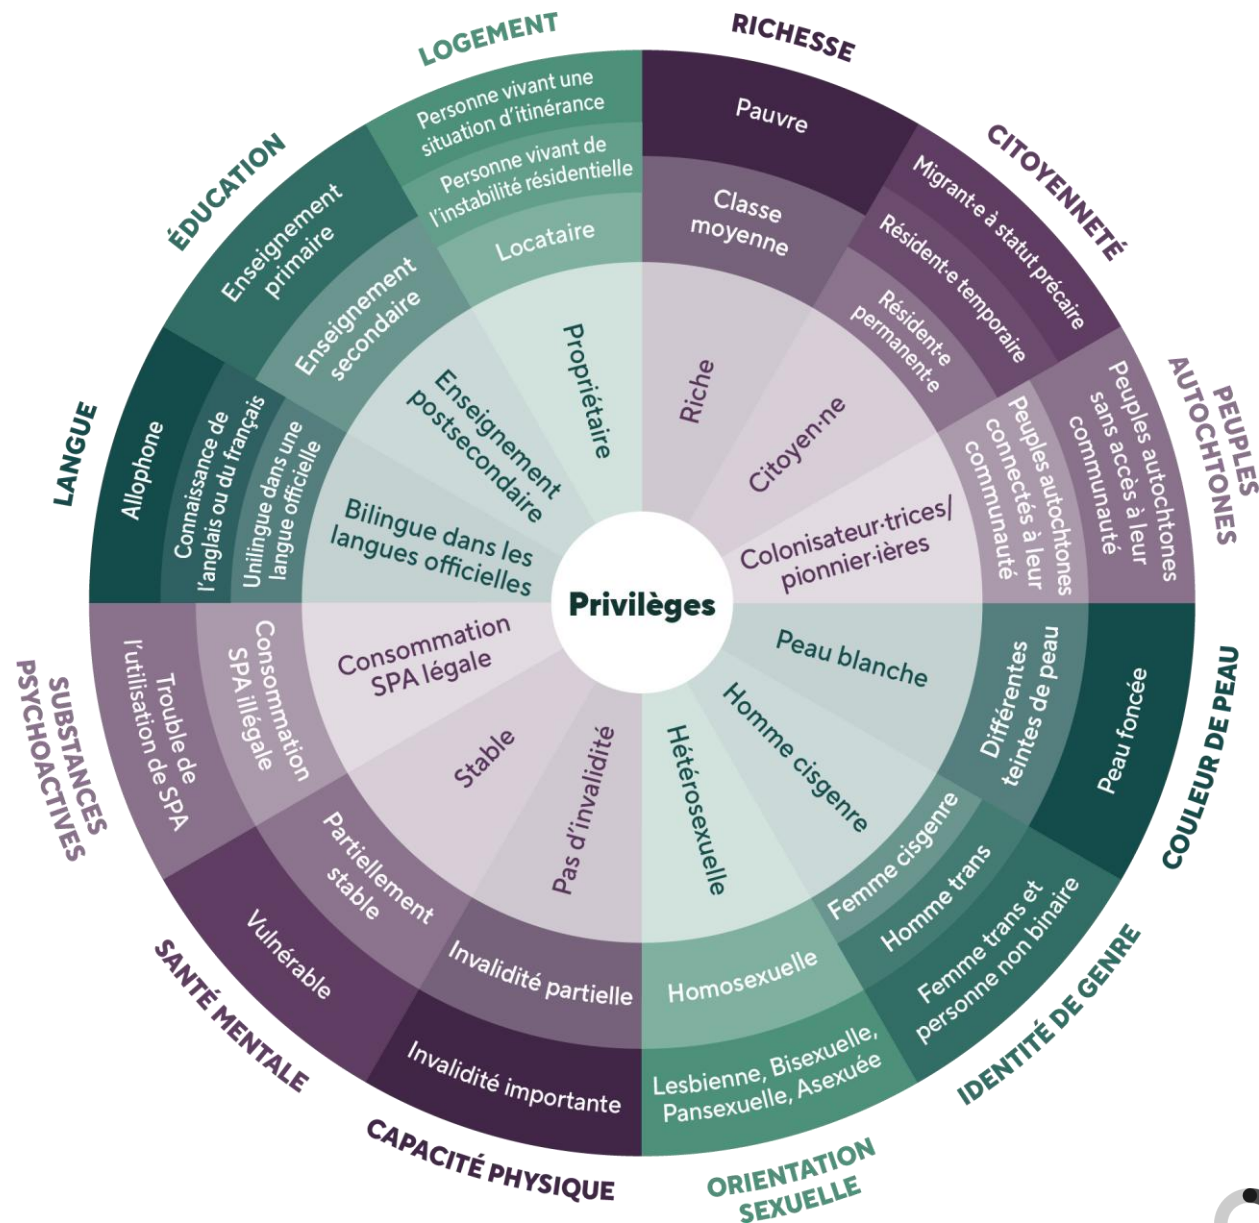 RICHESSE
Pauvre
Classe
moyenne
Riche
CITOYENNETÉ
Migrant·e à statut précaire
Résident·e temporaire
Résident·e
permanent·e
Citoyen·ne
PEUPLES
AUTOCHTONES
Peuples autochtones
sans accès à leur
communauté
Peuples autochtones
connectés à leur
communauté
Colonisateur·trices/
pionnier·ières
COULEUR DE PEAU
Peau foncée
Différentes
teintes de peau
Peau blanche
IDENTITÉ DE GENRE
Femme trans et
personne non binaire
Homme trans
Femme cisgenre
Homme cisgenre
ORIENTATION
SEXUELLE
Lesbienne, Bisexuelle,
Pansexuelle, Asexuée
Homosexuelle
Hétérosexuelle
CAPACITÉ PHYSIQUE
Invalidité importante
Invalidité partielle
Pas d'invalidité
SANTÉ MENTALE
Vulnérable
Partiellement
stable
Stable
SUBSTANCES
PSYCHOACTIVES
Trouble de
l'utilisation de SPA
Consommation
SPA illégale
Consommation
SPA légale
LANGUE
Allophone
Connaissance de
l'anglais ou du français
Unilingue dans une
langue officielle
Bilingue dans les
langues officielles
ÉDUCATION
Enseignement
primaire
Enseignement
secondaire
Enseignement
postsecondaire
LOGEMENT
Personne vivant une
situation d'itinérance
Personne vivant de
l'instabilité résidentielle
Locataire
Propriétaire
Privilèges